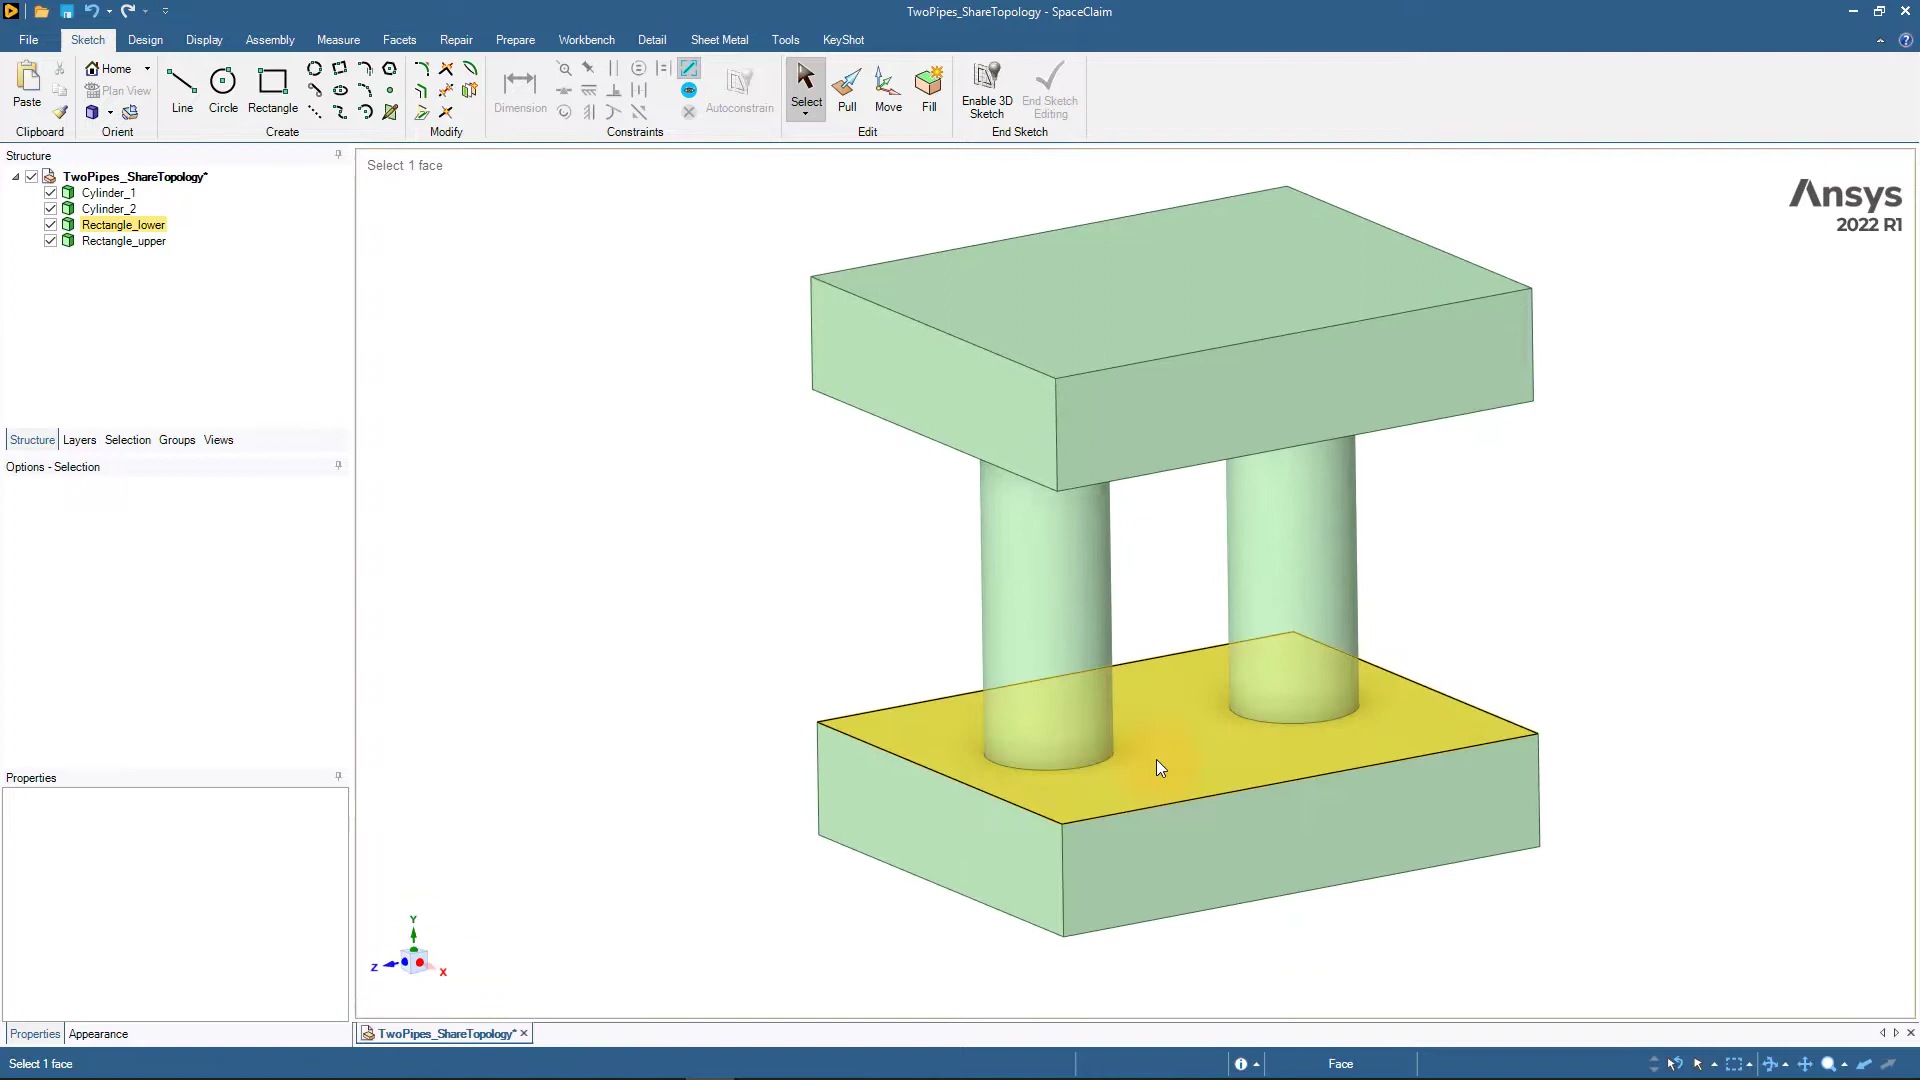 TwoPipes_ShareTopology - SpaceClaim
File Sketch Design Display Assembly Measure Facets Repair Prepare Workbench Detail Sheet Metal Tools KeyShot
Paste
Home
Plan View
Line
Circle
Rectangle
Dimension
Autoconstrain
Select
Pull
Move
Fill
Enable 3D
Sketch
End Sketch
Editing
Clipboard Orient Create Modify Constraints Edit End Sketch
Structure
TwoPipes_ShareTopology*
Cylinder_1
Cylinder_2
Rectangle_lower
Rectangle_upper
Structure Layers Selection Groups Views
Options - Selection
Properties
Properties Appearance
Select 1 face
Ansys
2022 R1
Y
Z
X
TwoPipes_ShareTopology*
Select 1 face
Face